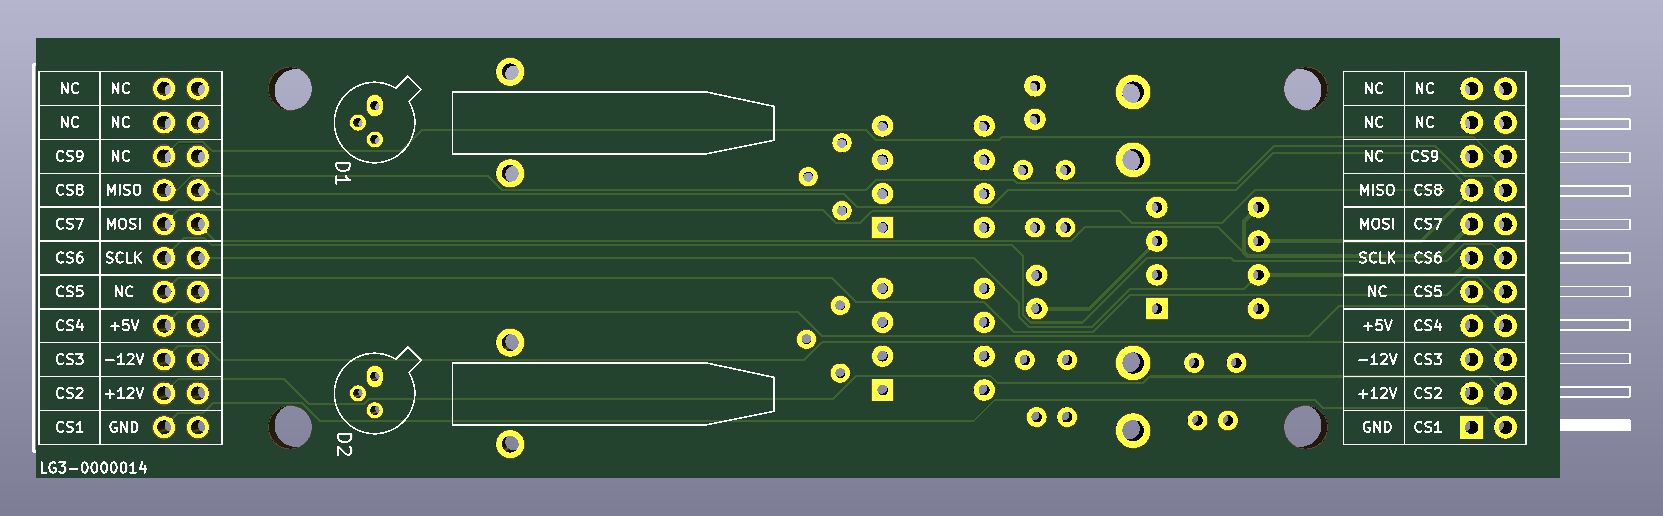 NC NC
NC NC
CS9 NC
CS8 MISO
CS7 MOSI
CS6 SCLK
CS5 NC
CS4 +5V
CS3 -12V
CS2 +12V
CS1 GND
LG3-0000014
D1
D2
NC NC
NC NC
NC CS9
MISO CS8
MOSI CS7
SCLK CS6
NC CS5
+5V CS4
-12V CS3
+12V CS2
GND CS1